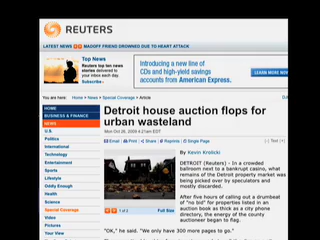 REUTERS
LATEST NEWS MADOFF FRIEND DROWNED DUE TO HEART ATTACK
Top News
Reuters top ten news
stories delivered to
your inbox each day.
Subscribe
Introducing a new line of
CDs and high-yield savings
accounts from American Express.
LEARN MORE
You are here: Home > News > Special Coverage > Article
HOME
BUSINESS & FINANCE
NEWS
U.S.
Politics
International
Technology
Entertainment
Sports
Lifestyle
Oddly Enough
Health
Science
Special Coverage
Video
Pictures
Detroit house auction flops for
urban wasteland
Mon Oct 26, 2009 4:21am EDT
Email | Print | Share | Reprints | Single Page
[-] Text [+]
1 of 2 Full Size
By Kevin Krolicki
DETROIT (Reuters) - In a crowded
ballroom next to a bankrupt casino, what
remains of the Detroit property market was
being picked over by speculators and
mostly discarded.
After five hours of calling out a drumbeat
of "no bid" for properties listed in an
auction book as thick as a city phone
directory, the energy of the county
auctioneer began to flag.
"OK," he said. "We only have 300 more pages to go."